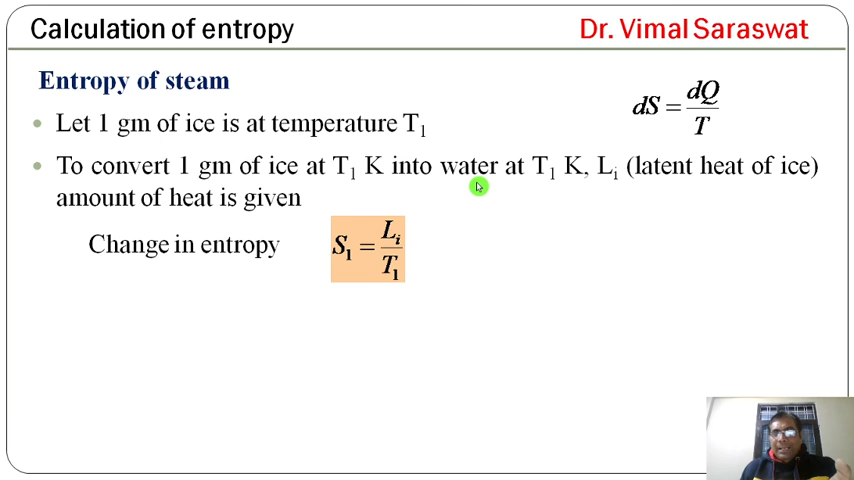 Calculation of entropy
Dr. Vimal Saraswat
Entropy of steam
dS = dQ/T
• Let 1 gm of ice is at temperature T₁
• To convert 1 gm of ice at T₁ K into water at T₁ K, Lᵢ (latent heat of ice)
amount of heat is given
Change in entropy S₁ = Lᵢ/T₁